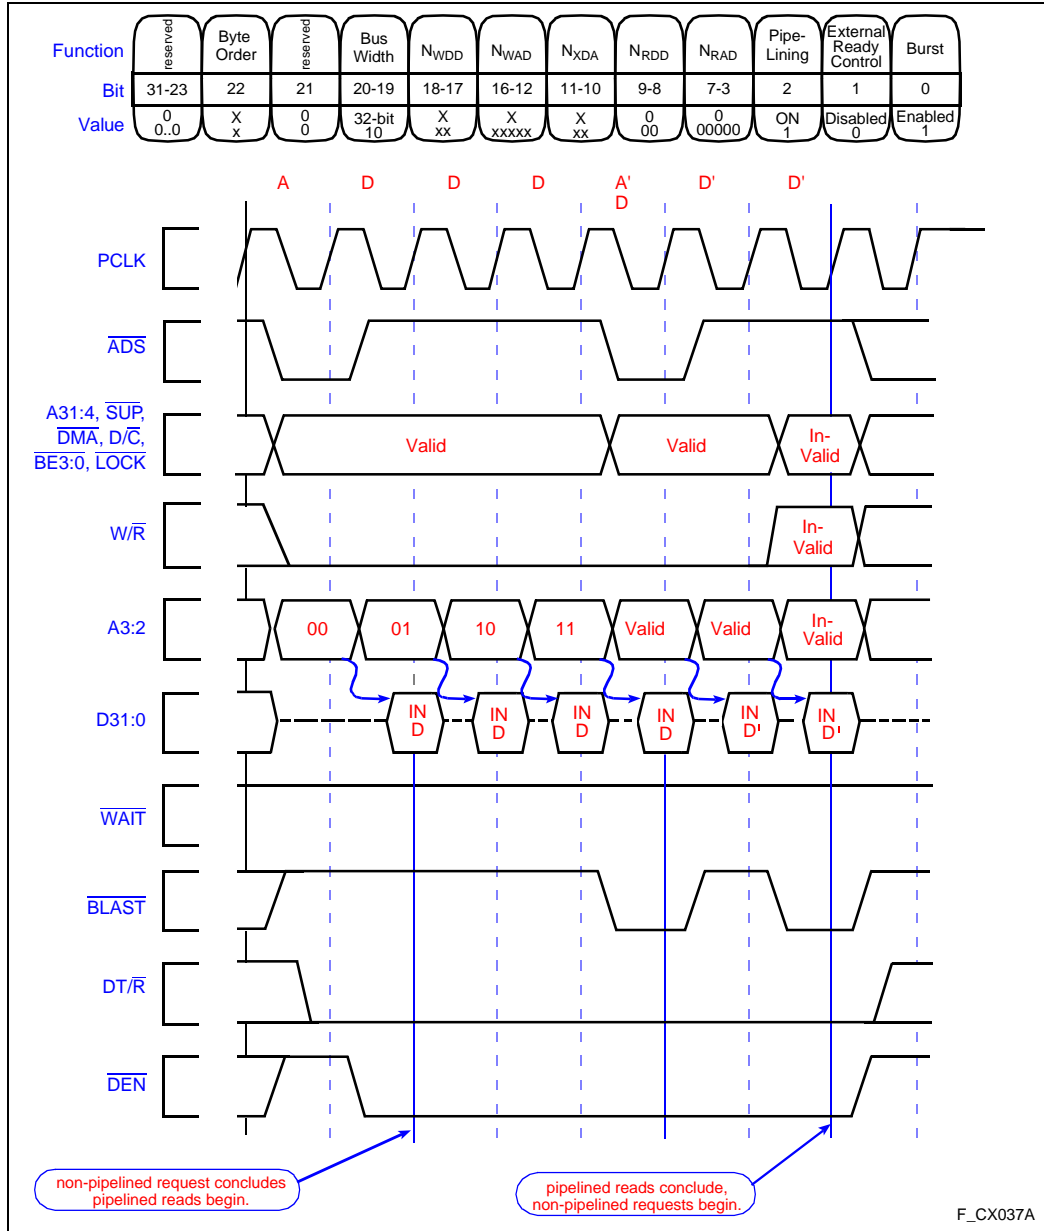 Function reserved Byte Order reserved Bus Width NWDD NWAD NXDA NRDD NRAD Pipe-Lining External Ready Control Burst
Bit 31-23 22 21 20-19 18-17 16-12 11-10 9-8 7-3 2 1 0
Value 0 X 0 32-bit X X X 0 0 ON Disabled Enabled
0..0 x 0 10 xx xxxxx xx 00 00000 1 0 1
A D D D A' D' D'
D
PCLK
ADS
A31:4, SUP,
DMA, D/C,
BE3:0, LOCK
Valid Valid In-
Valid
W/R In-
Valid
A3:2 00 01 10 11 Valid Valid In-
Valid
D31:0 IN IN IN IN IN IN
D D D D D' D'
WAIT
BLAST
DT/R
DEN
non-pipelined request concludes
pipelined reads begin.
pipelined reads conclude,
non-pipelined requests begin.
F_CX037A